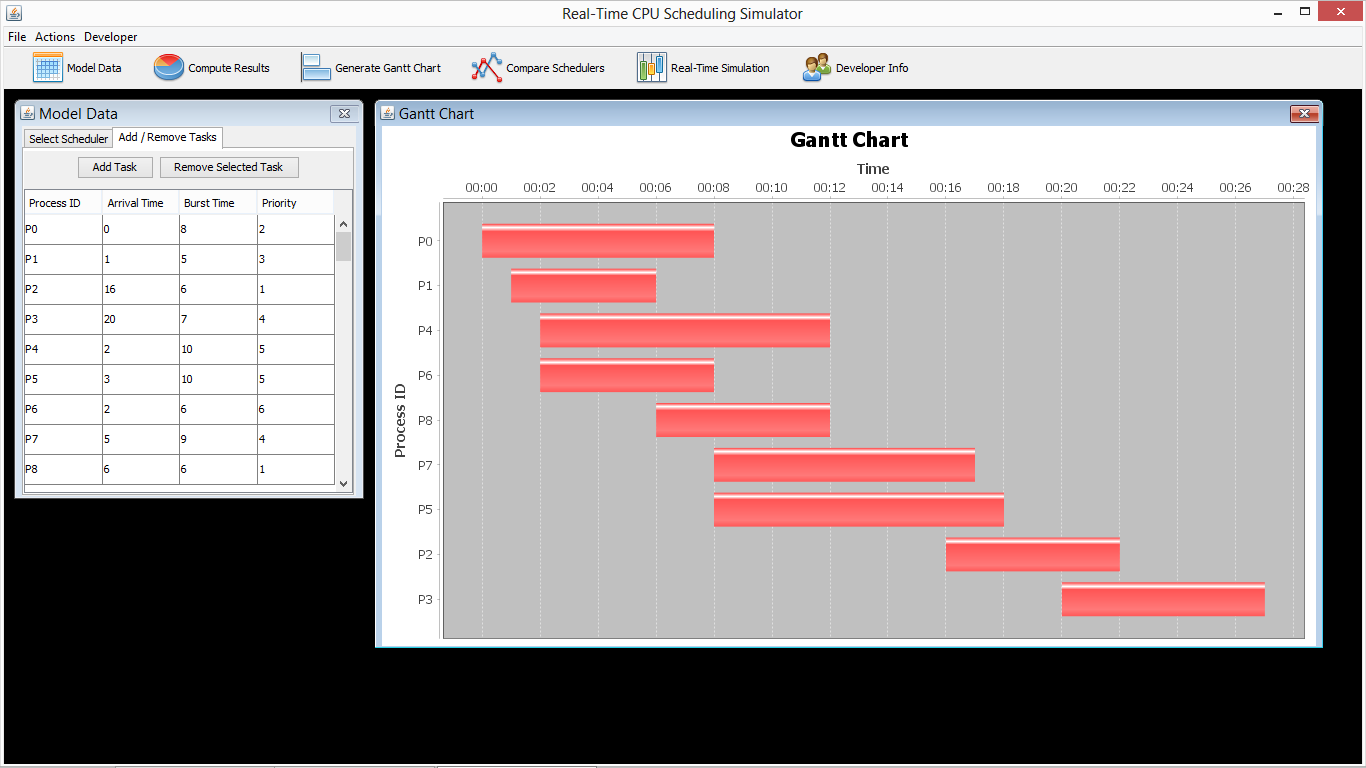 Real-Time CPU Scheduling Simulator
File Actions Developer
Model Data Compute Results Generate Gantt Chart Compare Schedulers Real-Time Simulation Developer Info
Model Data
Select Scheduler Add / Remove Tasks
Add Task Remove Selected Task
Process ID Arrival Time Burst Time Priority
P0 0 8 2
P1 1 5 3
P2 16 6 1
P3 20 7 4
P4 2 10 5
P5 3 10 5
P6 2 6 6
P7 5 9 4
P8 6 6 1
Gantt Chart
Gantt Chart
Time
00:00 00:02 00:04 00:06 00:08 00:10 00:12 00:14 00:16 00:18 00:20 00:22 00:24 00:26 00:28
Process ID
P0
P1
P4
P6
P8
P7
P5
P2
P3